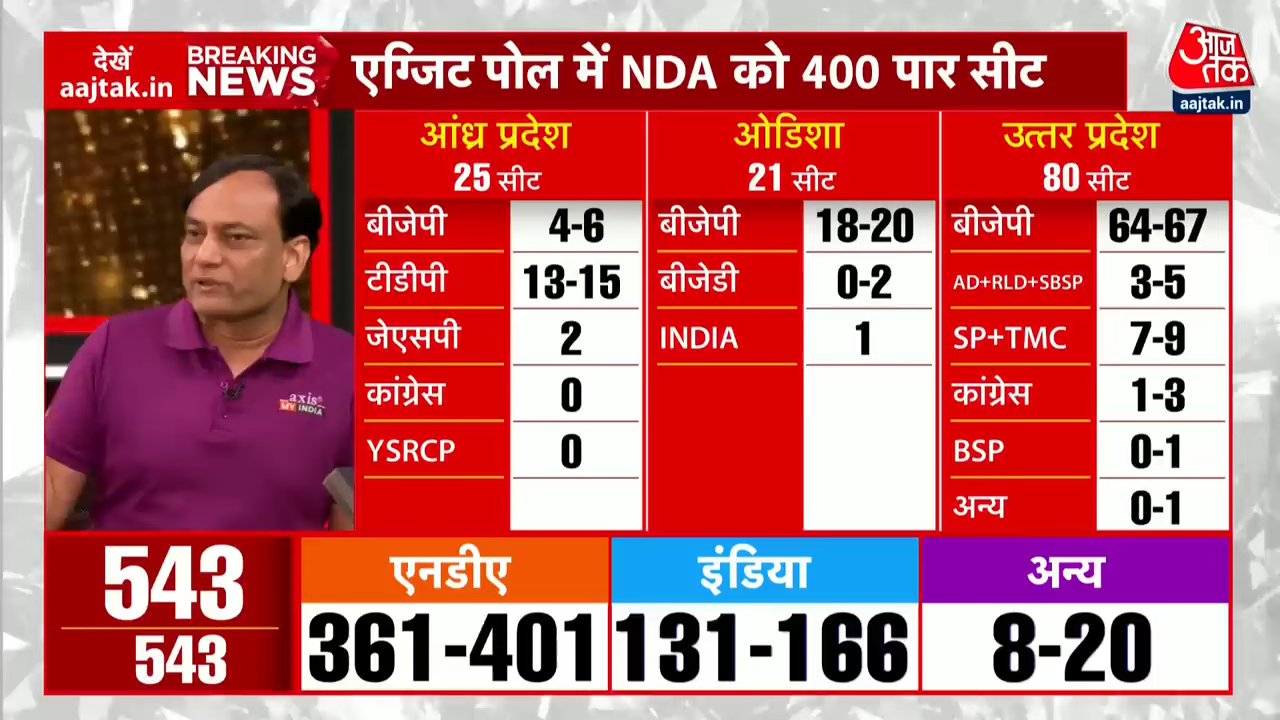 देखें
aajtak.in
BREAKING
NEWS
एग्जिट पोल में NDA को 400 पार सीट
आज
तक
aajtak.in
axis
MY INDIA
आंध्र प्रदेश
25 सीट
बीजेपी 4-6
टीडीपी 13-15
जेएसपी 2
कांग्रेस 0
YSRCP 0
ओडिशा
21 सीट
बीजेपी 18-20
बीजेडी 0-2
INDIA 1
उत्तर प्रदेश
80 सीट
बीजेपी 64-67
AD+RLD+SBSP 3-5
SP+TMC 7-9
कांग्रेस 1-3
BSP 0-1
अन्य 0-1
543
543
एनडीए
361-401
इंडिया
131-166
अन्य
8-20